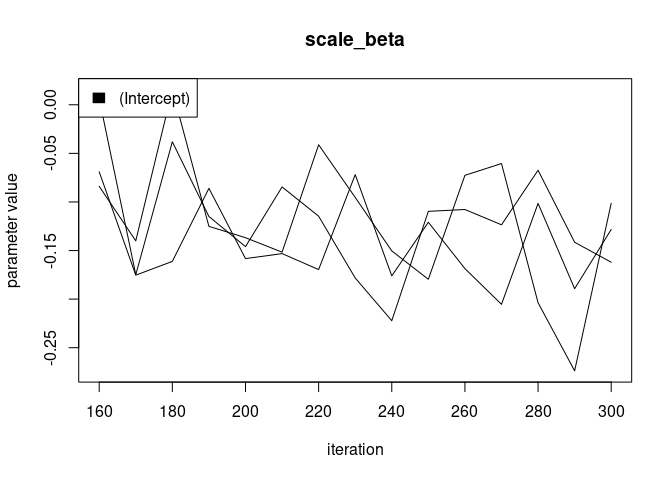 scale_beta
(Intercept)
parameter value
0.00
-0.05
-0.15
-0.25
160 180 200 220 240 260 280 300
iteration